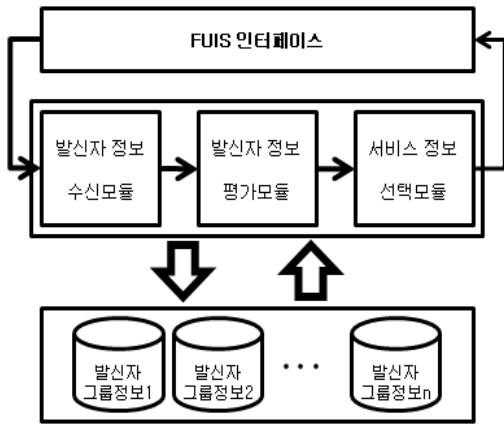 FUIS 인터페이스
발신자 정보
수신모듈
발신자 정보
평가모듈
서비스 정보
선택모듈
발신자
그룹정보1
발신자
그룹정보2
...
발신자
그룹정보n